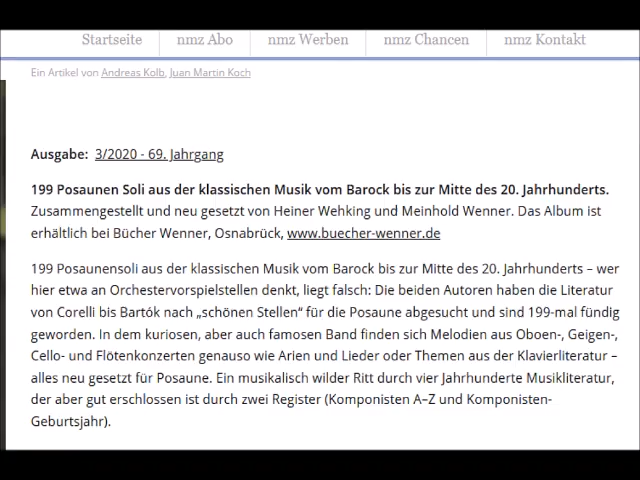 Startseite nmz Abo nmz Werben nmz Chancen nmz Kontakt
Ein Artikel von Andreas Kolb, Juan Martin Koch
Ausgabe: 3/2020 - 69. Jahrgang
199 Posaunen Soli aus der klassischen Musik vom Barock bis zur Mitte des 20. Jahrhunderts.
Zusammengestellt und neu gesetzt von Heiner Wehking und Meinhold Wenner. Das Album ist
erhältlich bei Bücher Wenner, Osnabrück, www.buecher-wenner.de
199 Posaunensoli aus der klassischen Musik vom Barock bis zur Mitte des 20. Jahrhunderts – wer
hier etwa an Orchestervorspielstellen denkt, liegt falsch: Die beiden Autoren haben die Literatur
von Corelli bis Bartók nach „schönen Stellen“ für die Posaune abgesucht und sind 199-mal fündig
geworden. In dem kuriosen, aber auch famosen Band finden sich Melodien aus Oboen-, Geigen-,
Cello- und Flötenkonzerten genauso wie Arien und Lieder oder Themen aus der Klavierliteratur –
alles neu gesetzt für Posaune. Ein musikalisch wilder Ritt durch vier Jahrhunderte Musikliteratur,
der aber gut erschlossen ist durch zwei Register (Komponisten A–Z und Komponisten-
Geburtsjahr).